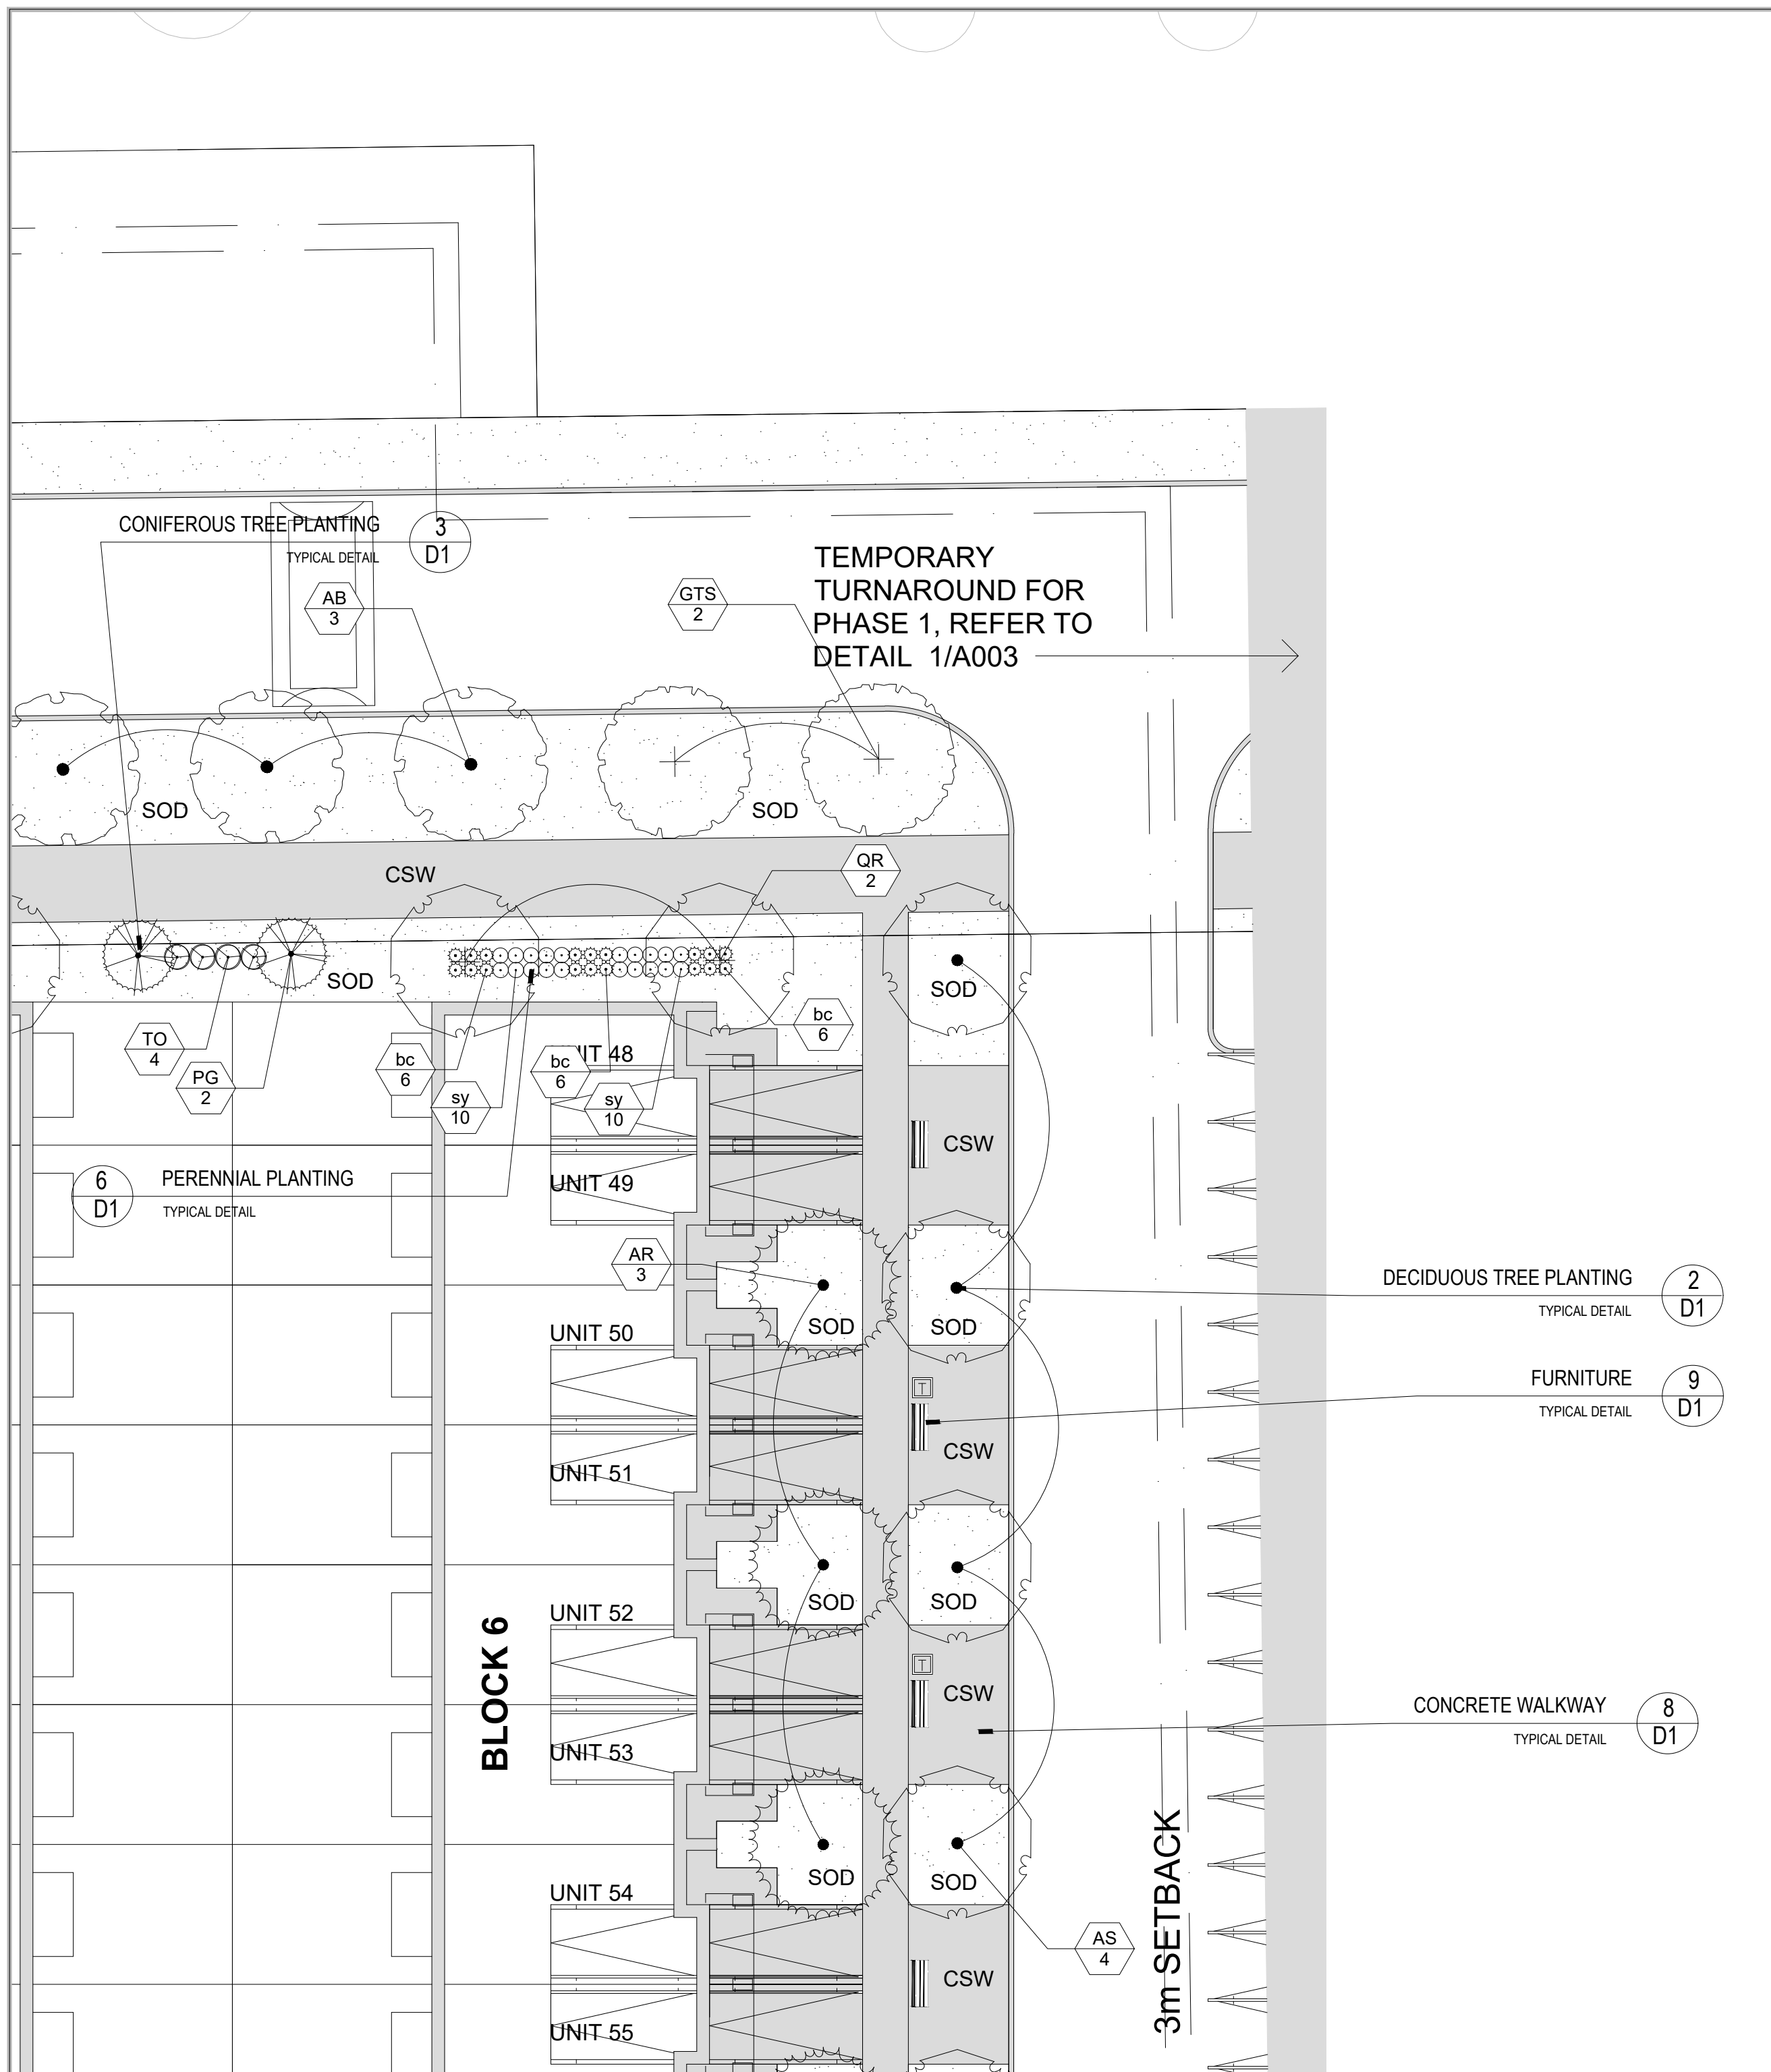 CONIFEROUS TREE PLANTING
TYPICAL DETAIL
3
D1
TEMPORARY
TURNAROUND FOR
PHASE 1, REFER TO
DETAIL 1/A003
AB
3
GTS
2
SOD
SOD
CSW
QR
2
SOD
SOD
TO
4
PG
2
bc
6
sy
10
bc
6
sy
10
bc
6
UNIT 48
CSW
6
D1
PERENNIAL PLANTING
TYPICAL DETAIL
UNIT 49
AR
3
DECIDUOUS TREE PLANTING
TYPICAL DETAIL
2
D1
UNIT 50
SOD
SOD
FURNITURE
TYPICAL DETAIL
9
D1
T
CSW
UNIT 51
SOD
SOD
BLOCK 6
UNIT 52
T
CSW
CONCRETE WALKWAY
TYPICAL DETAIL
8
D1
UNIT 53
3m SETBACK
SOD
SOD
UNIT 54
AS
4
CSW
UNIT 55